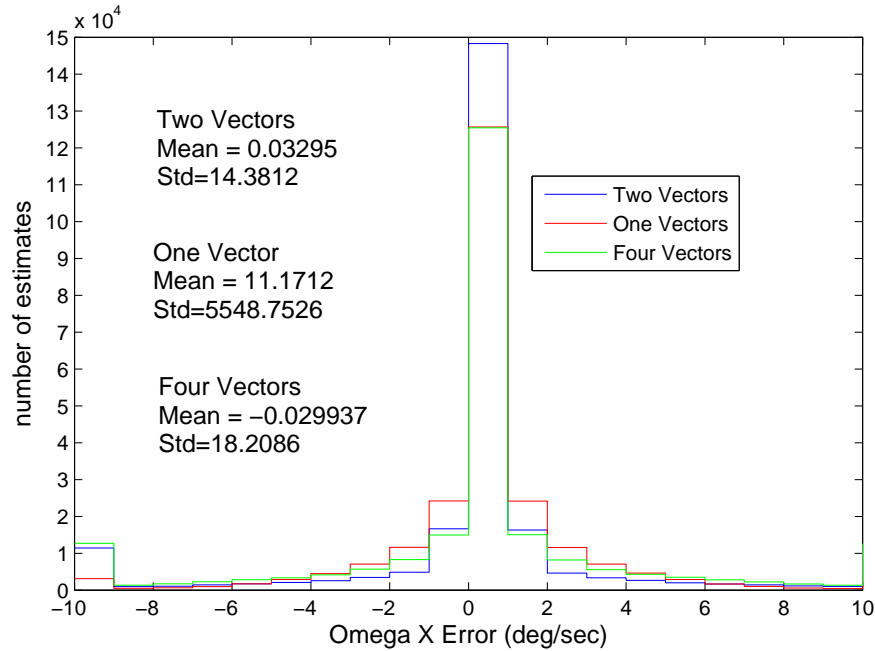 x 10^4
15
14
13
12
11
10
9
8
7
6
5
4
3
2
1
0
number of estimates
Two Vectors
Mean = 0.03295
Std=14.3812
One Vector
Mean = 11.1712
Std=5548.7526
Four Vectors
Mean = −0.029937
Std=18.2086
Two Vectors
One Vectors
Four Vectors
−10 −8 −6 −4 −2 0 2 4 6 8 10
Omega X Error (deg/sec)